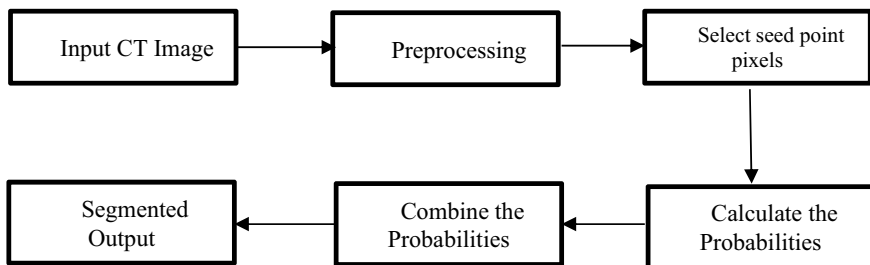 Input CT Image
Preprocessing
Select seed point
pixels
Calculate the
Probabilities
Combine the
Probabilities
Segmented
Output